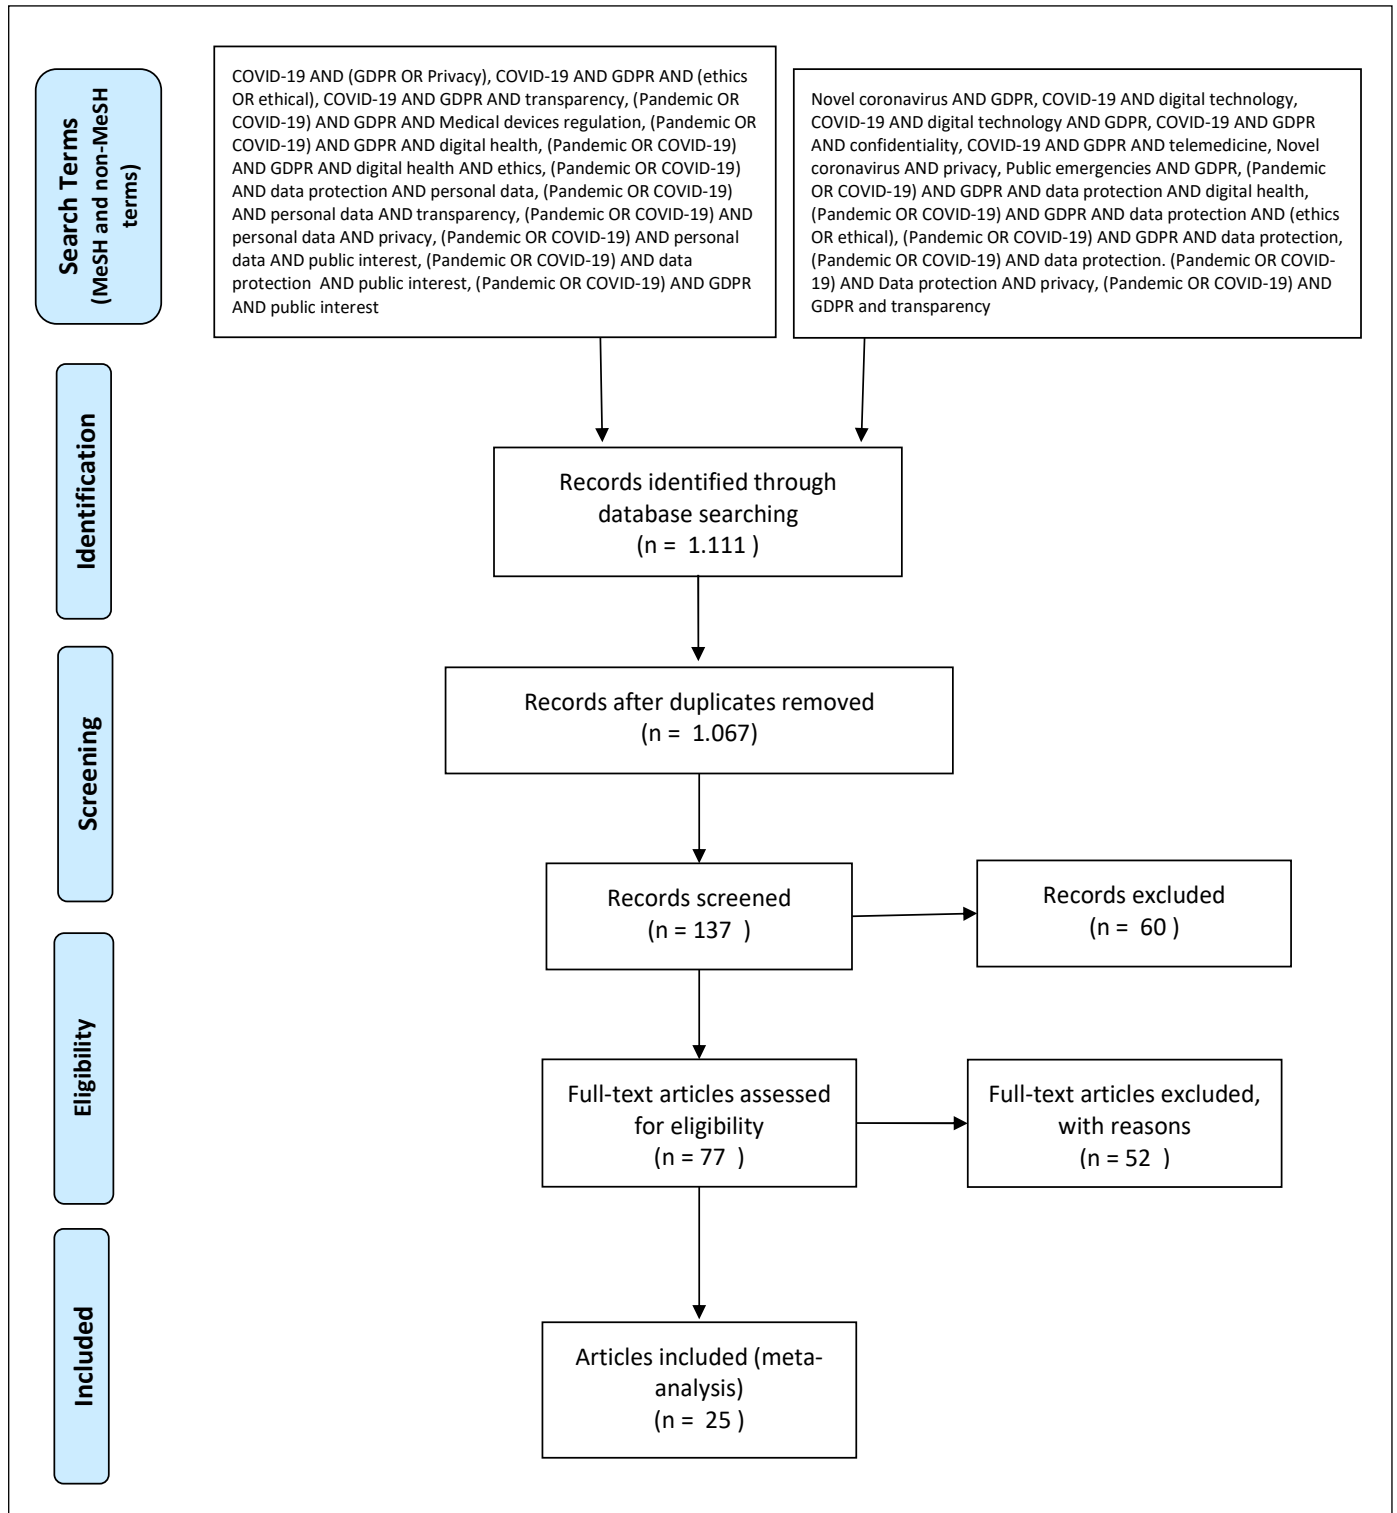 Search Terms
(MeSH and non-MeSH
terms)
COVID-19 AND (GDPR OR Privacy), COVID-19 AND GDPR AND (ethics
OR ethical), COVID-19 AND GDPR AND transparency, (Pandemic OR
COVID-19) AND GDPR AND Medical devices regulation, (Pandemic OR
COVID-19) AND GDPR AND digital health, (Pandemic OR COVID-19)
AND GDPR AND digital health AND ethics, (Pandemic OR COVID-19)
AND data protection AND personal data, (Pandemic OR COVID-19)
AND personal data AND transparency, (Pandemic OR COVID-19) AND
personal data AND privacy, (Pandemic OR COVID-19) AND personal
data AND public interest, (Pandemic OR COVID-19) AND data
protection AND public interest, (Pandemic OR COVID-19) AND GDPR
AND public interest
Novel coronavirus AND GDPR, COVID-19 AND digital technology,
COVID-19 AND digital technology AND GDPR, COVID-19 AND GDPR
AND confidentiality, COVID-19 AND GDPR AND telemedicine, Novel
coronavirus AND privacy, Public emergencies AND GDPR, (Pandemic
OR COVID-19) AND GDPR AND data protection AND digital health,
(Pandemic OR COVID-19) AND GDPR AND data protection AND (ethics
OR ethical), (Pandemic OR COVID-19) AND GDPR AND data protection,
(Pandemic OR COVID-19) AND data protection. (Pandemic OR COVID-
19) AND Data protection AND privacy, (Pandemic OR COVID-19) AND
GDPR and transparency
Identification
Records identified through
database searching
(n = 1.111 )
Screening
Records after duplicates removed
(n = 1.067)
Records screened
(n = 137 )
Records excluded
(n = 60 )
Eligibility
Full-text articles assessed
for eligibility
(n = 77 )
Full-text articles excluded,
with reasons
(n = 52 )
Included
Articles included (meta-
analysis)
(n = 25 )